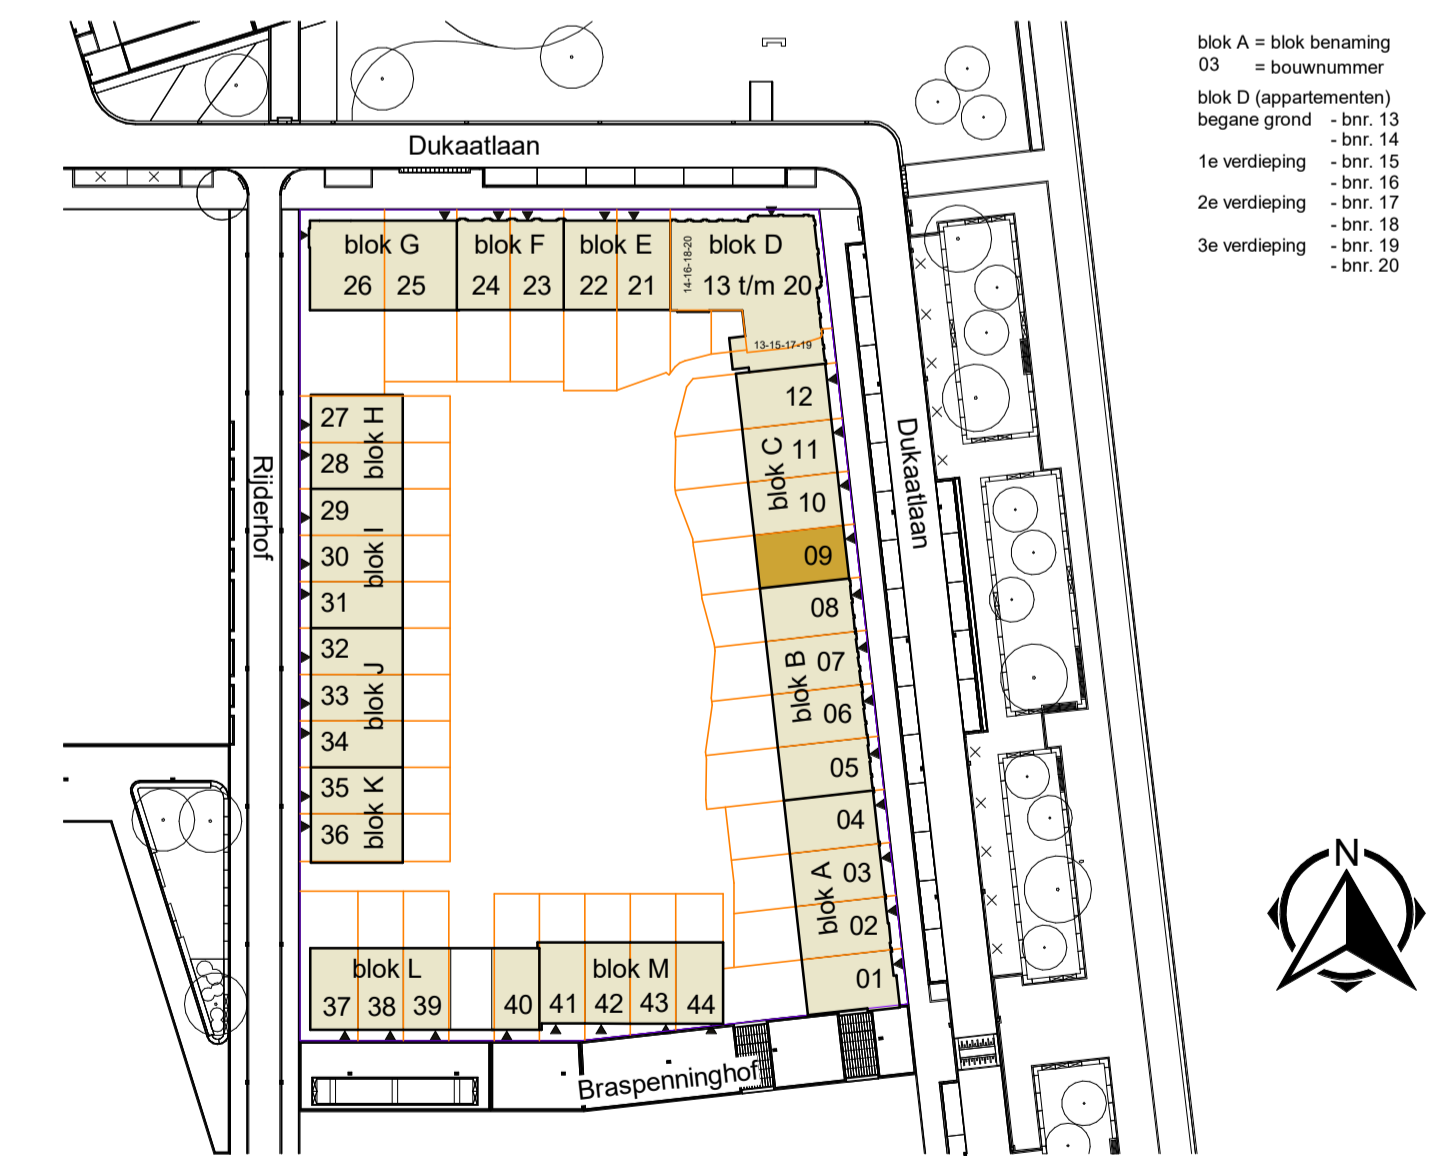 blok A = blok benaming
03 = bouwnummer
blok D (appartementen)
begane grond - bnr. 13
- bnr. 14
1e verdieping - bnr. 15
- bnr. 16
2e verdieping - bnr. 17
- bnr. 18
3e verdieping - bnr. 19
- bnr. 20
Dukaatlaan
blok G
26 25
blok F
24 23
blok E
22 21
14-16-18-20
blok D
13 t/m 20
13-15-17-19
12
11
10
09
blok C
08
07
06
05
blok B
04
03
02
01
blok A
Dukaatlaan
Rijderhof
27
28
blok H
29
30
31
blok I
32
33
34
blok J
35
36
blok K
blok L
37 38 39 40
blok M
41 42 43 44
Braspenninghof
N